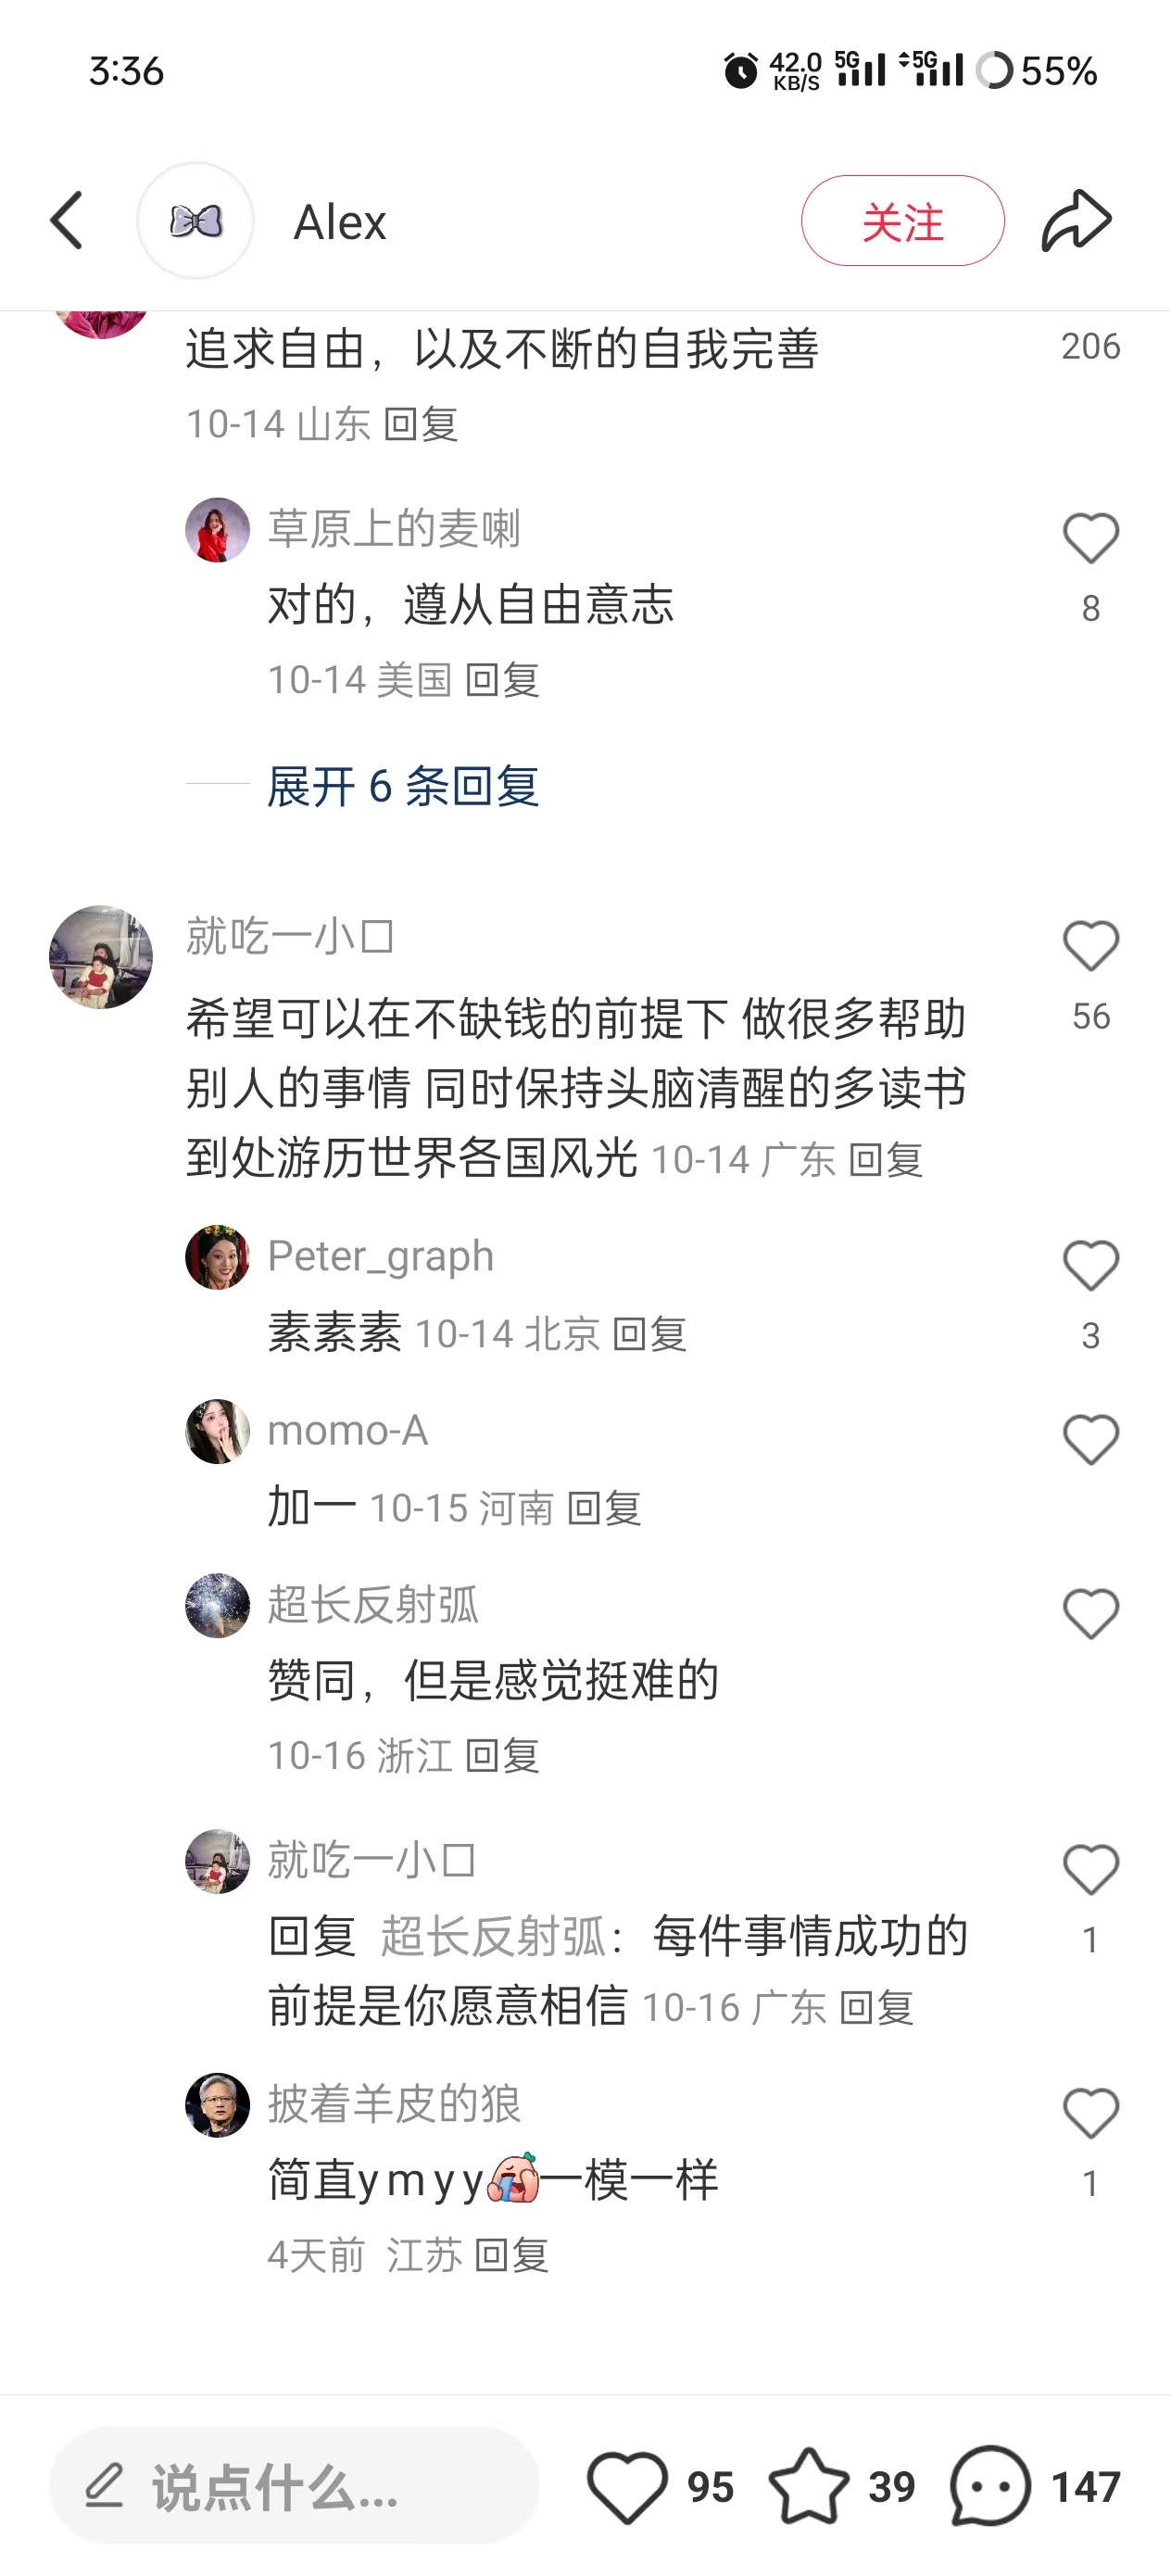 3:36
42.0 KB/S 5G 5G 55%
Alex
关注
追求自由，以及不断的自我完善
206
10-14 山东 回复
草原上的麦喇
对的，遵从自由意志
8
10-14 美国 回复
展开 6 条回复
就吃一小口
希望可以在不缺钱的前提下 做很多帮助
56
别人的事情 同时保持头脑清醒的多读书
到处游历世界各国风光 10-14 广东 回复
Peter_graph
素素素 10-14 北京 回复
3
momo-A
加一 10-15 河南 回复
超长反射弧
赞同，但是感觉挺难的
10-16 浙江 回复
就吃一小口
回复 超长反射弧：每件事情成功的
1
前提是你愿意相信 10-16 广东 回复
披着羊皮的狼
简直ymyy一模一样
1
4天前 江苏 回复
说点什么...
95
39
147